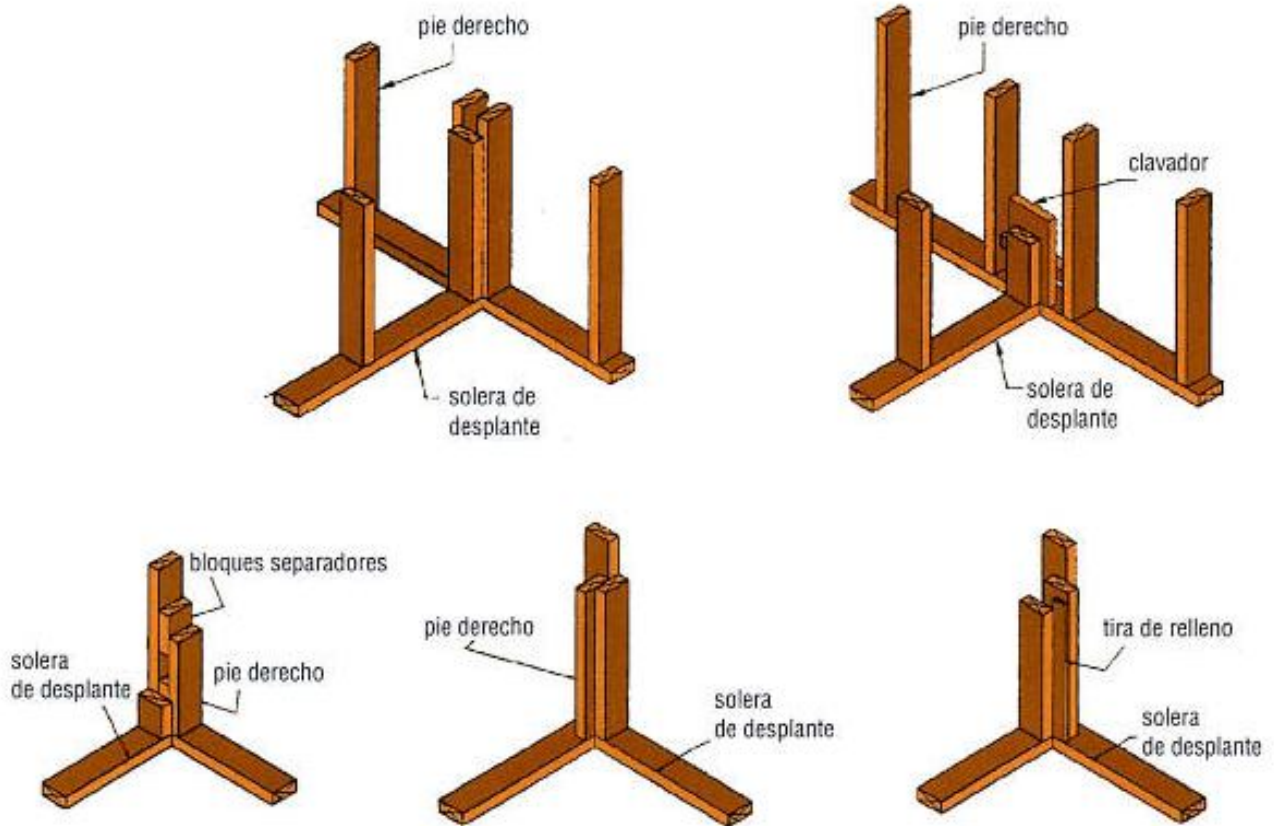 pie derecho
solera de
desplante
pie derecho
clavador
solera de
desplante
bloques separadores
solera
de desplante
pie derecho
pie derecho
solera
de desplante
tira de relleno
solera
de desplante